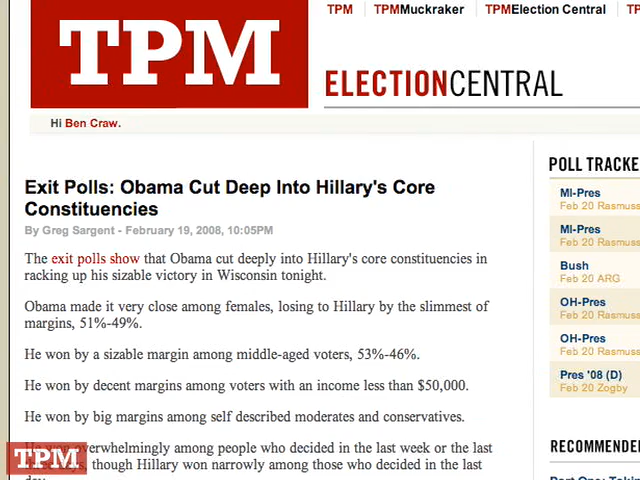 TPM TPMMuckraker TPMElection Central
TPM
ELECTIONCENTRAL
Hi Ben Craw.
Exit Polls: Obama Cut Deep Into Hillary's Core
Constituencies
By Greg Sargent - February 19, 2008, 10:05PM
The exit polls show that Obama cut deeply into Hillary's core constituencies in
racking up his sizable victory in Wisconsin tonight.
Obama made it very close among females, losing to Hillary by the slimmest of
margins, 51%-49%.
He won by a sizable margin among middle-aged voters, 53%-46%.
He won by decent margins among voters with an income less than $50,000.
He won by big margins among self described moderates and conservatives.
He won overwhelmingly among people who decided in the last week or the last
days, though Hillary won narrowly among those who decided in the last
TPM
POLL TRACKE
MI-Pres
Feb 20 Rasmuss
MI-Pres
Feb 20 Rasmuss
Bush
Feb 20 ARG
OH-Pres
Feb 20 Rasmuss
OH-Pres
Feb 20 Rasmuss
Pres '08 (D)
Feb 20 Zogby
RECOMMENDE